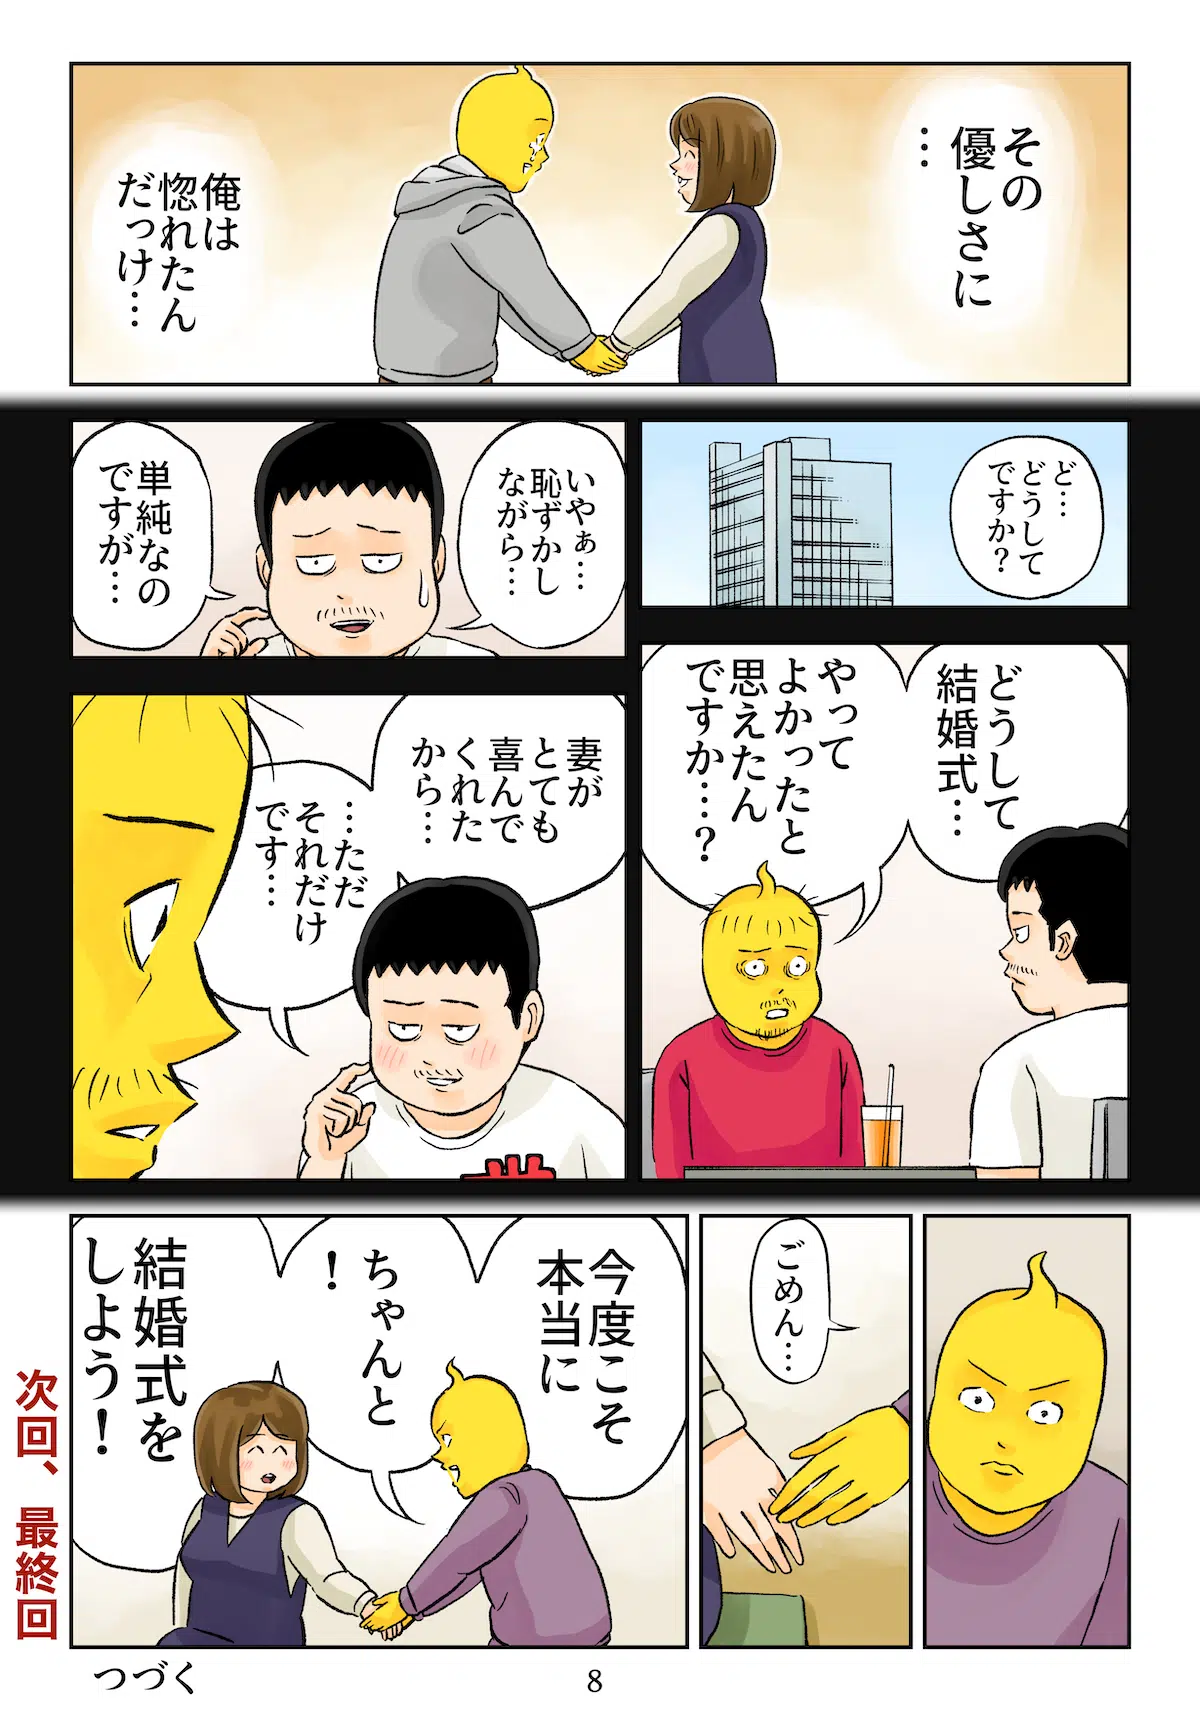 その
優しさに
…
俺は
惚れたん
だっけ…
ど…
どうして
ですか?
いやぁ…
恥ずかし
ながら…
単純なの
ですが…
どうして
結婚式…
やって
よかったと
思えたん
ですか…?
妻が
とても
喜んで
くれた
から…
…ただ
それだけ
です…
ごめん…
今度こそ
本当に
ちゃんと
!
結婚式を
しよう!
次回、最終回
つづく
8